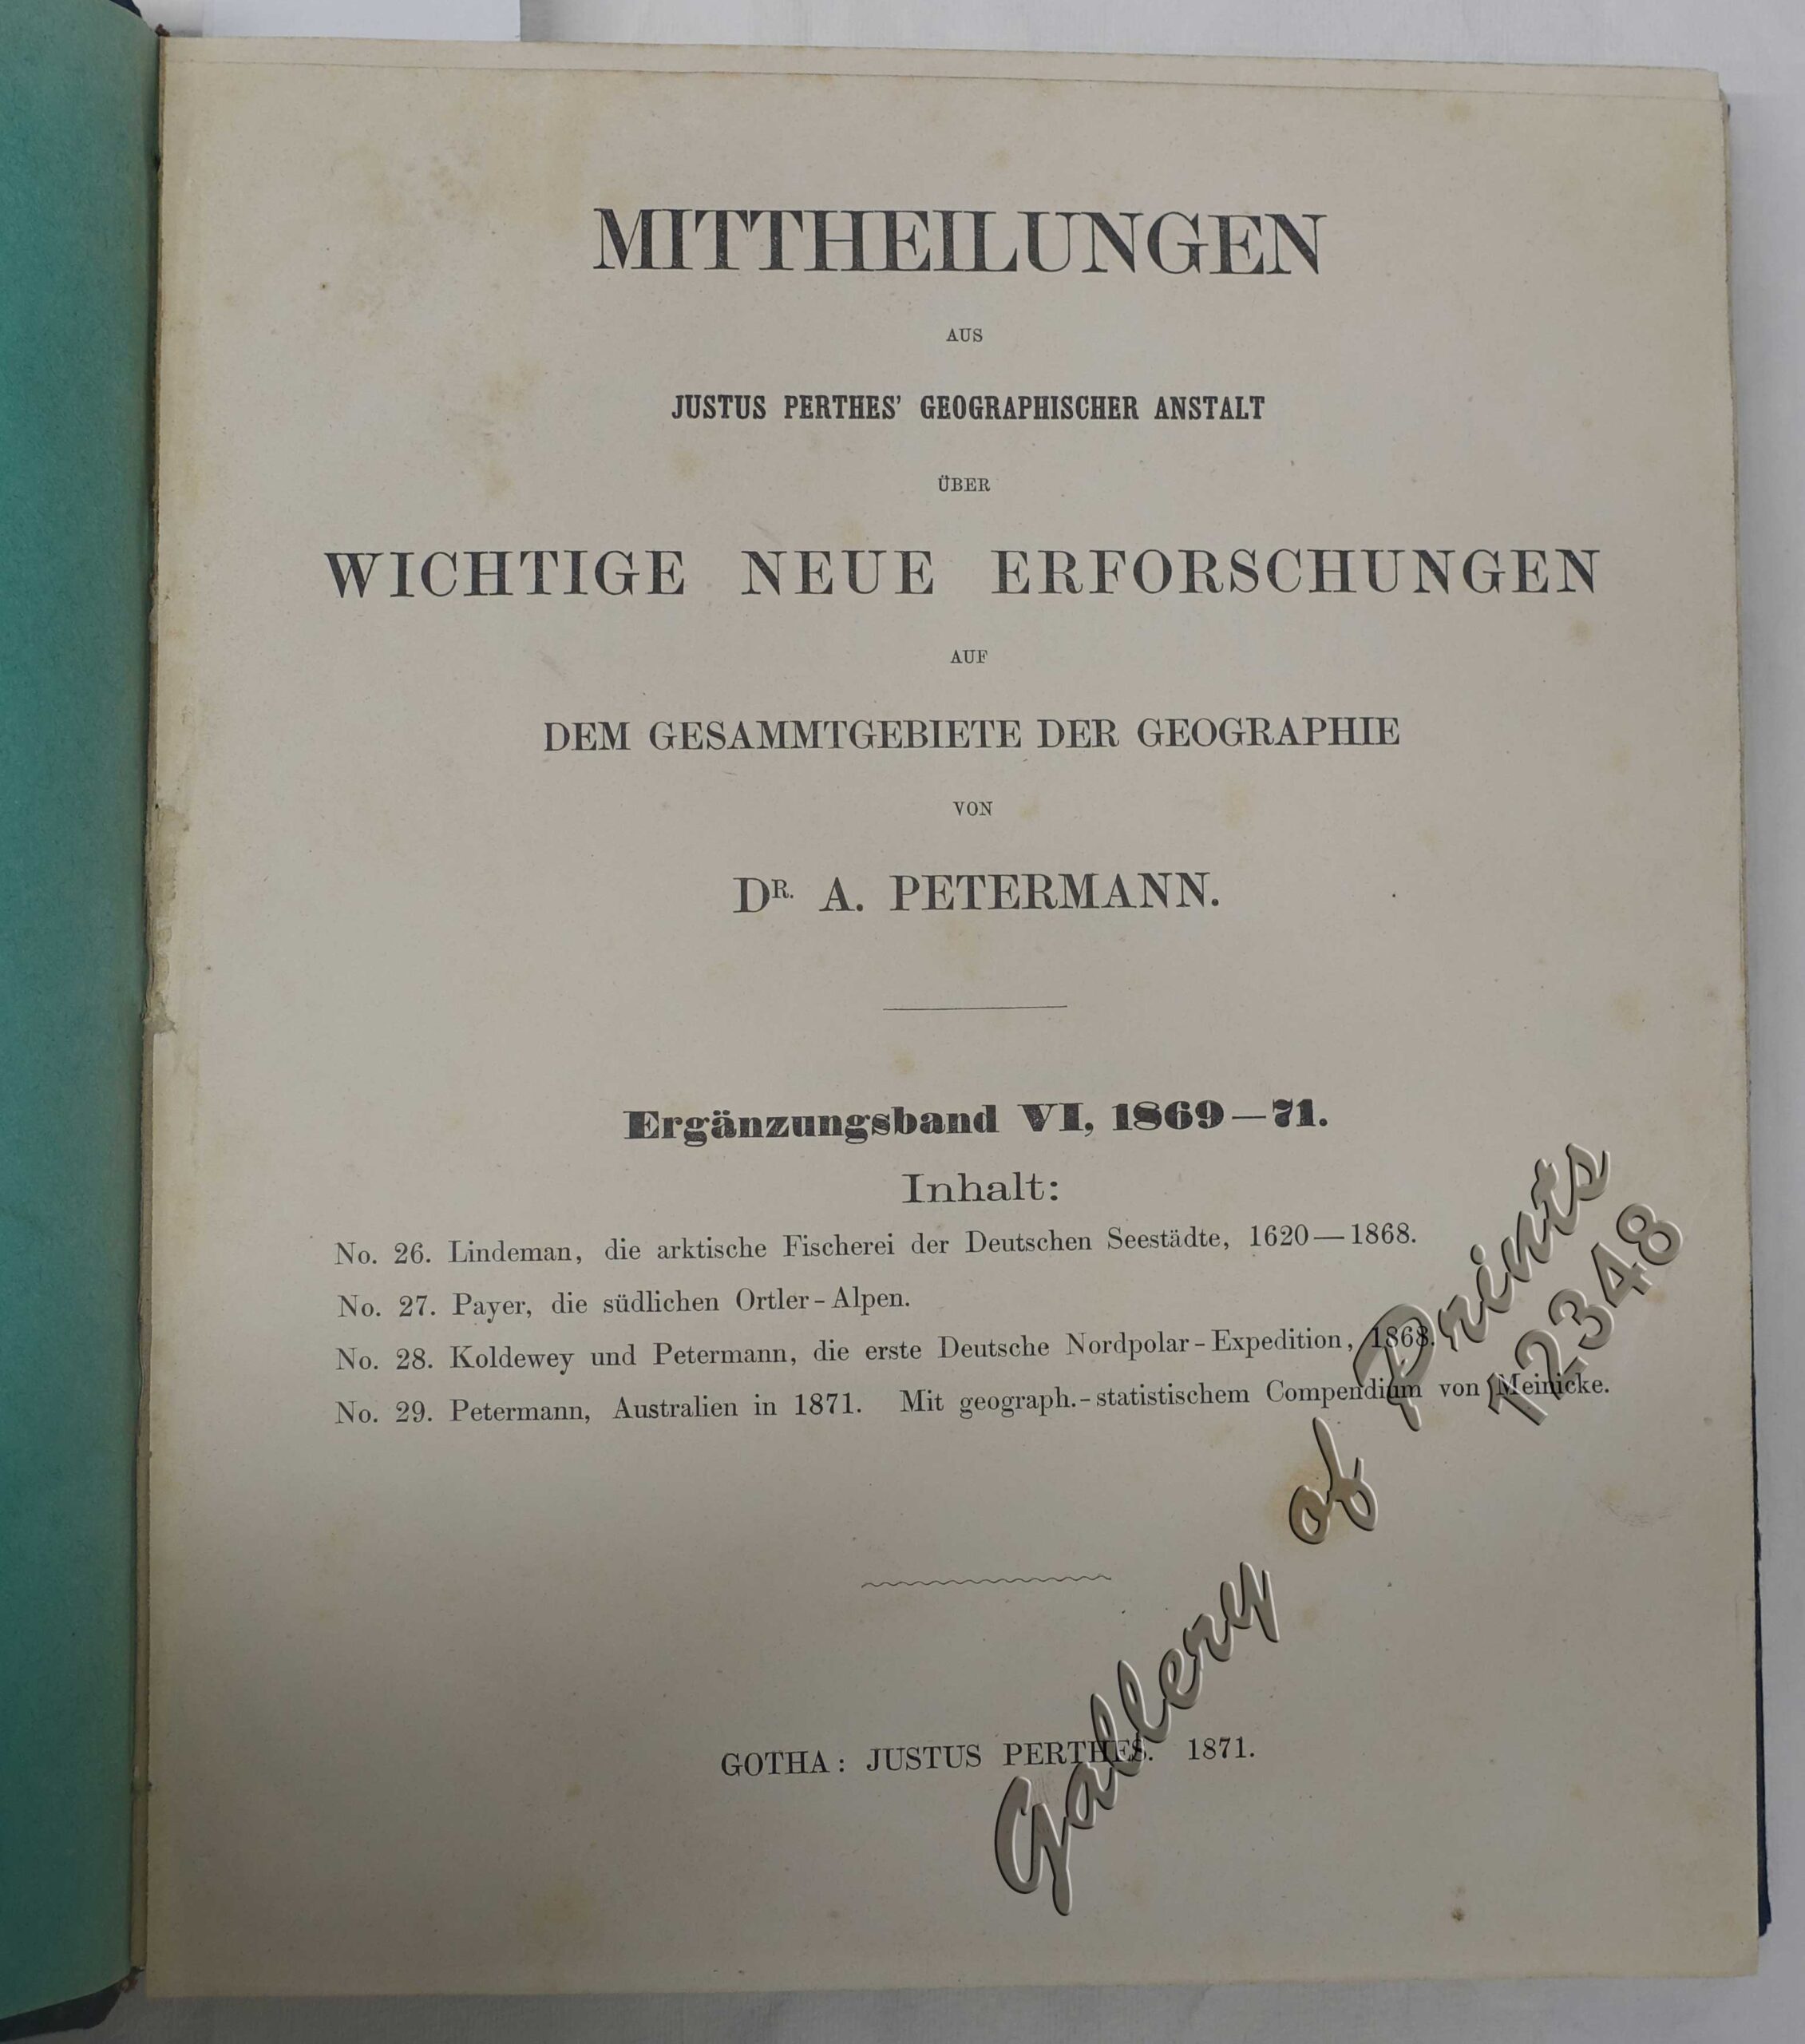 MITTHEILUNGEN
AUS
JUSTUS PERTHES' GEOGRAPHISCHER ANSTALT
ÜBER
WICHTIGE NEUE ERFORSCHUNGEN
AUF
DEM GESAMMTGEBIETE DER GEOGRAPHIE
VON
DR. A. PETERMANN.
Ergänzungsband VI, 1869—71.
Inhalt:
No. 26. Lindeman, die arktische Fischerei der Deutschen Seestädte, 1620—1868.
No. 27. Payer, die südlichen Ortler-Alpen.
No. 28. Koldewey und Petermann, die erste Deutsche Nordpolar-Expedition, 1868.
No. 29. Petermann, Australien in 1871. Mit geograph.-statistischem Compendium von Meinicke.
GOTHA: JUSTUS PERTHES. 1871.
Gallery of Prints
12348